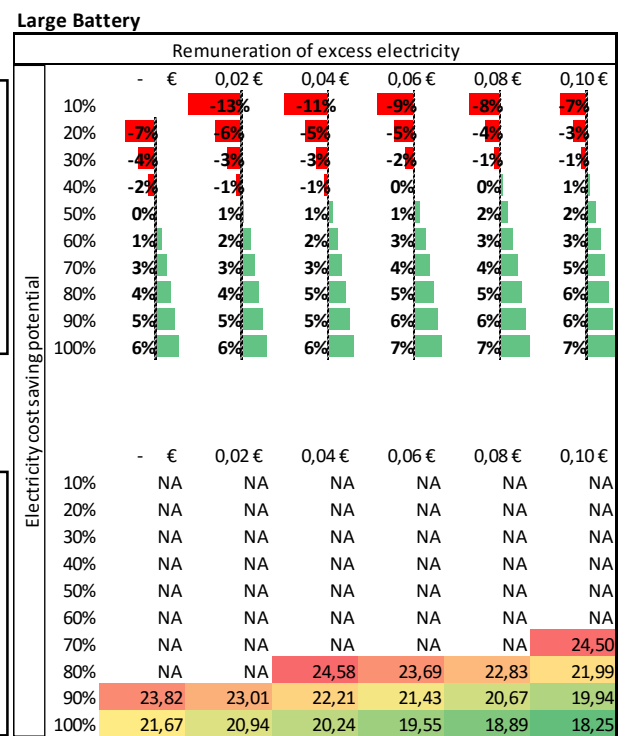 Large Battery
Remuneration of excess electricity
Electricity cost saving potential
- € 0,02 € 0,04 € 0,06 € 0,08 € 0,10 €
10% -13% -11% -9% -8% -7%
20% -7% -6% -5% -5% -4% -3%
30% -4% -3% -3% -2% -1% -1%
40% -2% -1% -1% 0% 0% 1%
50% 0% 1% 1% 1% 2% 2%
60% 1% 2% 2% 3% 3% 3%
70% 3% 3% 3% 4% 4% 5%
80% 4% 4% 5% 5% 5% 6%
90% 5% 5% 5% 6% 6% 6%
100% 6% 6% 6% 7% 7% 7%
- € 0,02 € 0,04 € 0,06 € 0,08 € 0,10 €
10% NA NA NA NA NA NA
20% NA NA NA NA NA NA
30% NA NA NA NA NA NA
40% NA NA NA NA NA NA
50% NA NA NA NA NA NA
60% NA NA NA NA NA NA
70% NA NA NA NA NA 24,50
80% NA NA 24,58 23,69 22,83 21,99
90% 23,82 23,01 22,21 21,43 20,67 19,94
100% 21,67 20,94 20,24 19,55 18,89 18,25